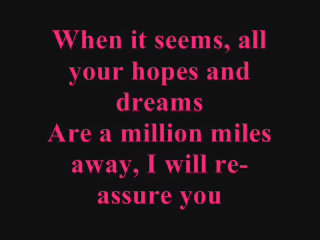 When it seems, all
your hopes and
dreams
Are a million miles
away, I will re-
assure you